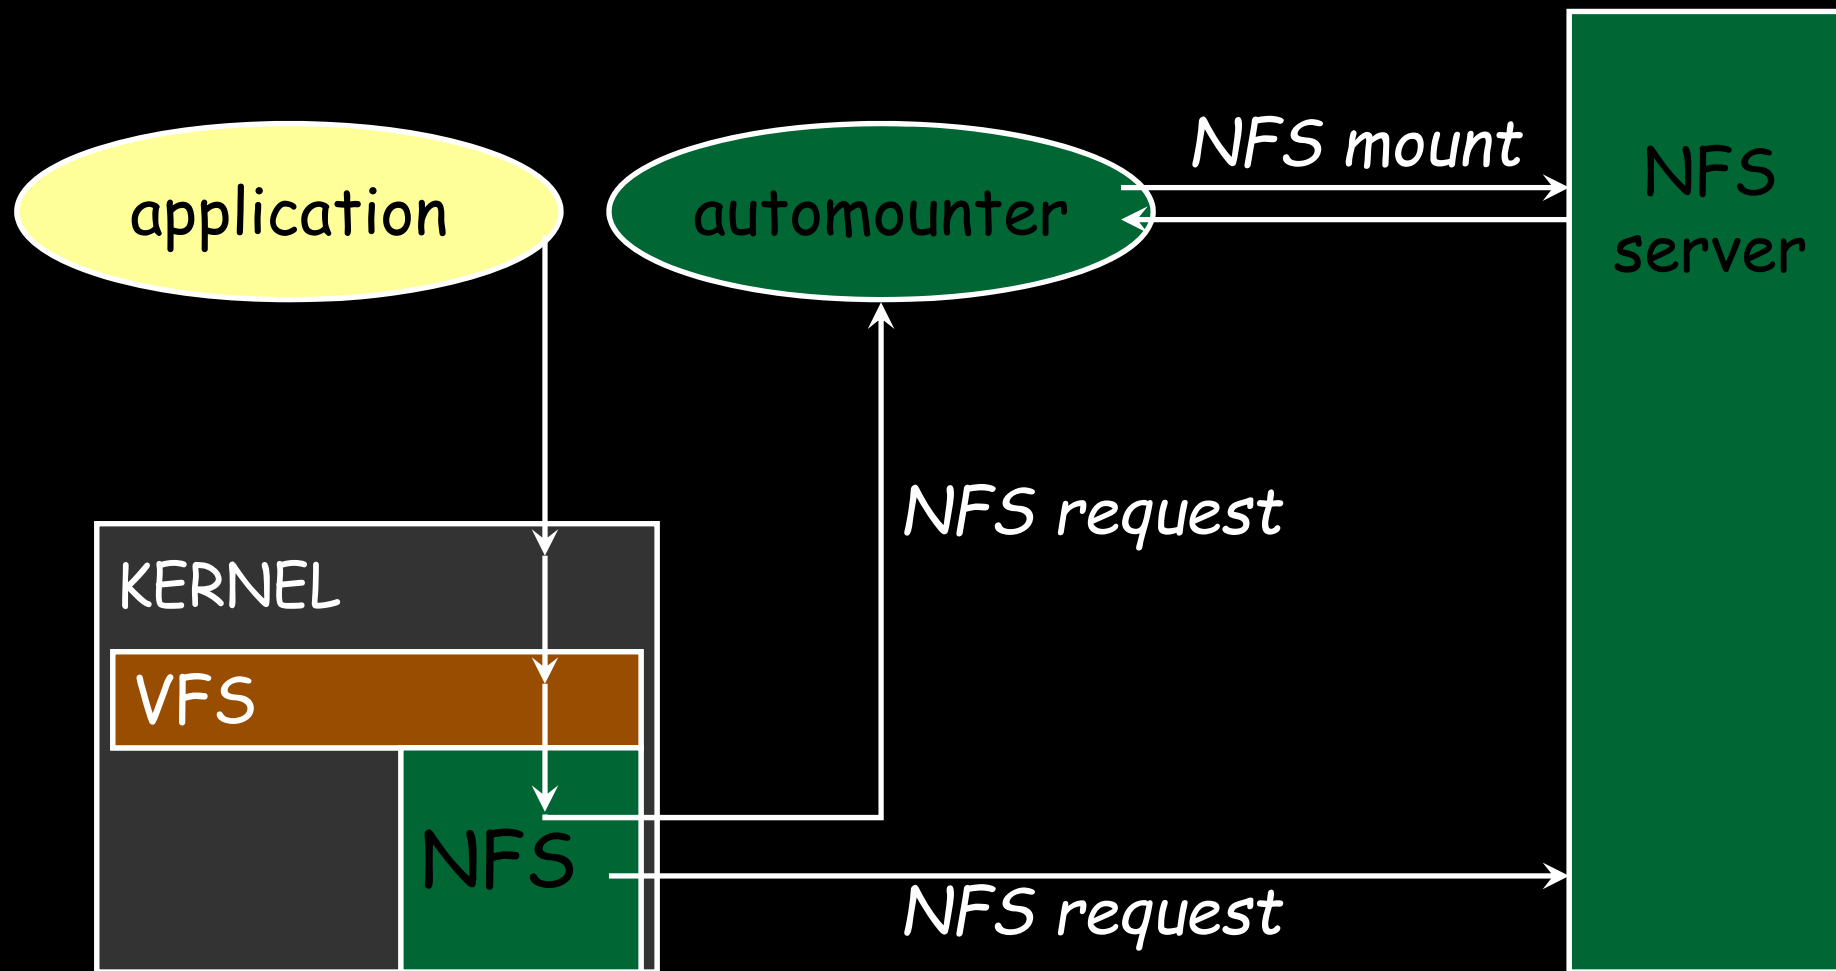 application
automounter
NFS mount
NFS
server
NFS request
KERNEL
VFS
NFS
NFS request